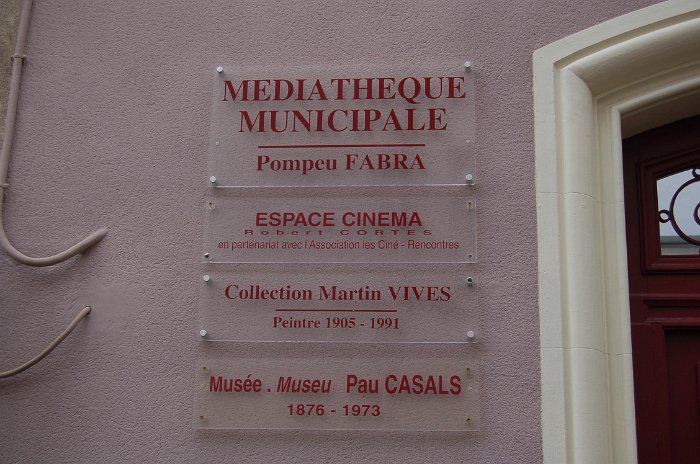 MEDIATHEQUE
MUNICIPALE
Pompeu FABRA
ESPACE CINEMA
Robert CORTES
en partenariat avec l'Association les Ciné - Rencontres
Collection Martin VIVES
Peintre 1905 - 1991
Musée . Museu Pau CASALS
1876 - 1973